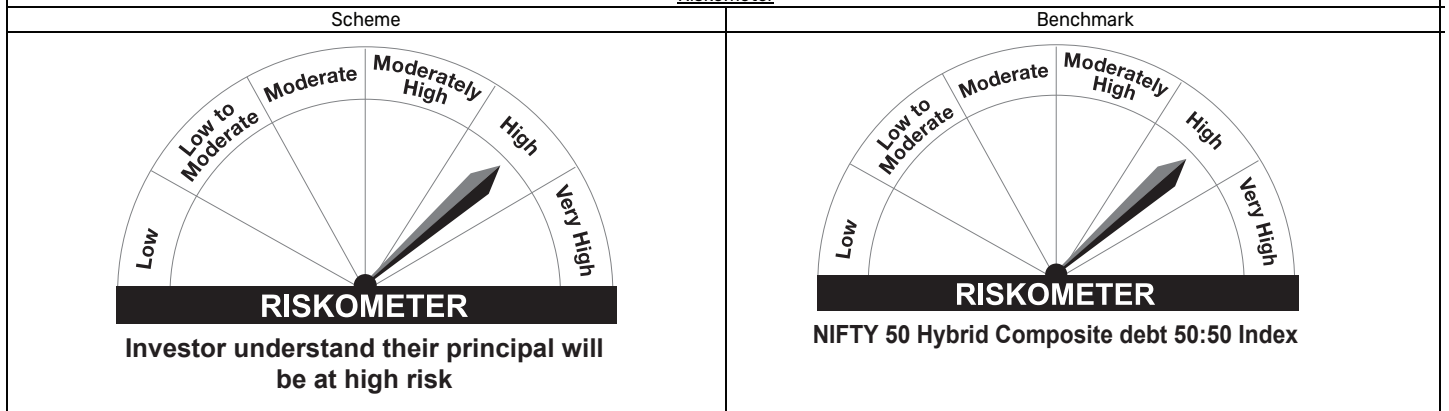 Riskometer
Scheme
Benchmark
Low
Low to
Moderate
Moderate
Moderately
High
High
Very High
RISKOMETER
Investor understand their principal will
be at high risk
Low
Low to
Moderate
Moderate
Moderately
High
High
Very High
RISKOMETER
NIFTY 50 Hybrid Composite debt 50:50 Index